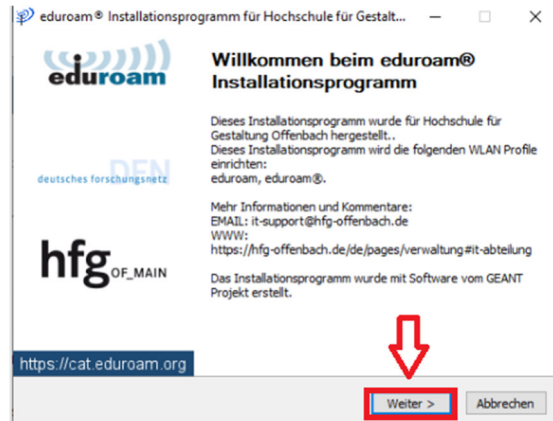 eduroam® Installationsprogramm für Hochschule für Gestalt...
eduroam
Willkommen beim eduroam®
Installationsprogramm
Dieses Installationsprogramm wurde für Hochschule für
Gestaltung Offenbach hergestellt..
Dieses Installationsprogramm wird die folgenden WLAN Profile
einrichten:
eduroam, eduroam®.
DFN
deutsches forschungsnetz
Mehr Informationen und Kommentare:
EMAIL: it-support@hfg-offenbach.de
WWW:
https://hfg-offenbach.de/de/pages/verwaltung#it-abteilung
hfg OF_MAIN
Das Installationsprogramm wurde mit Software vom GEANT
Projekt erstellt.
https://cat.eduroam.org
Weiter > Abbrechen